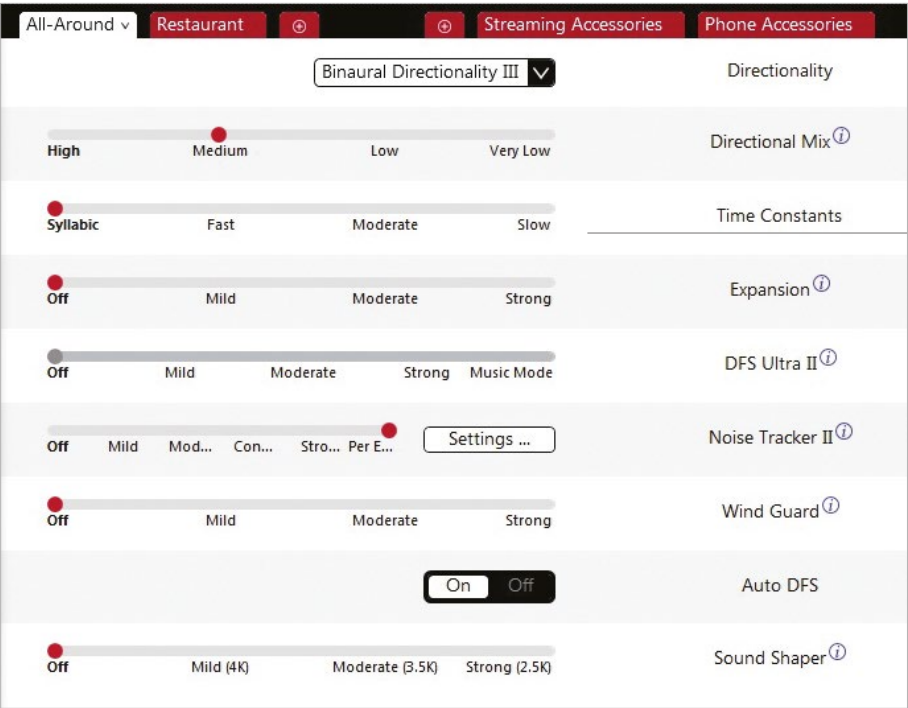 All-Around Restaurant Streaming Accessories Phone Accessories
Binaural Directionality III Directionality
Directional Mix
High Medium Low Very Low
Time Constants
Syllabic Fast Moderate Slow
Expansion
Off Mild Moderate Strong
DFS Ultra II
Off Mild Moderate Strong Music Mode
Settings ... Noise Tracker II
Off Mild Mod... Con... Stro... Per E...
Wind Guard
Off Mild Moderate Strong
On Off Auto DFS
Sound Shaper
Off Mild (4K) Moderate (3.5K) Strong (2.5K)